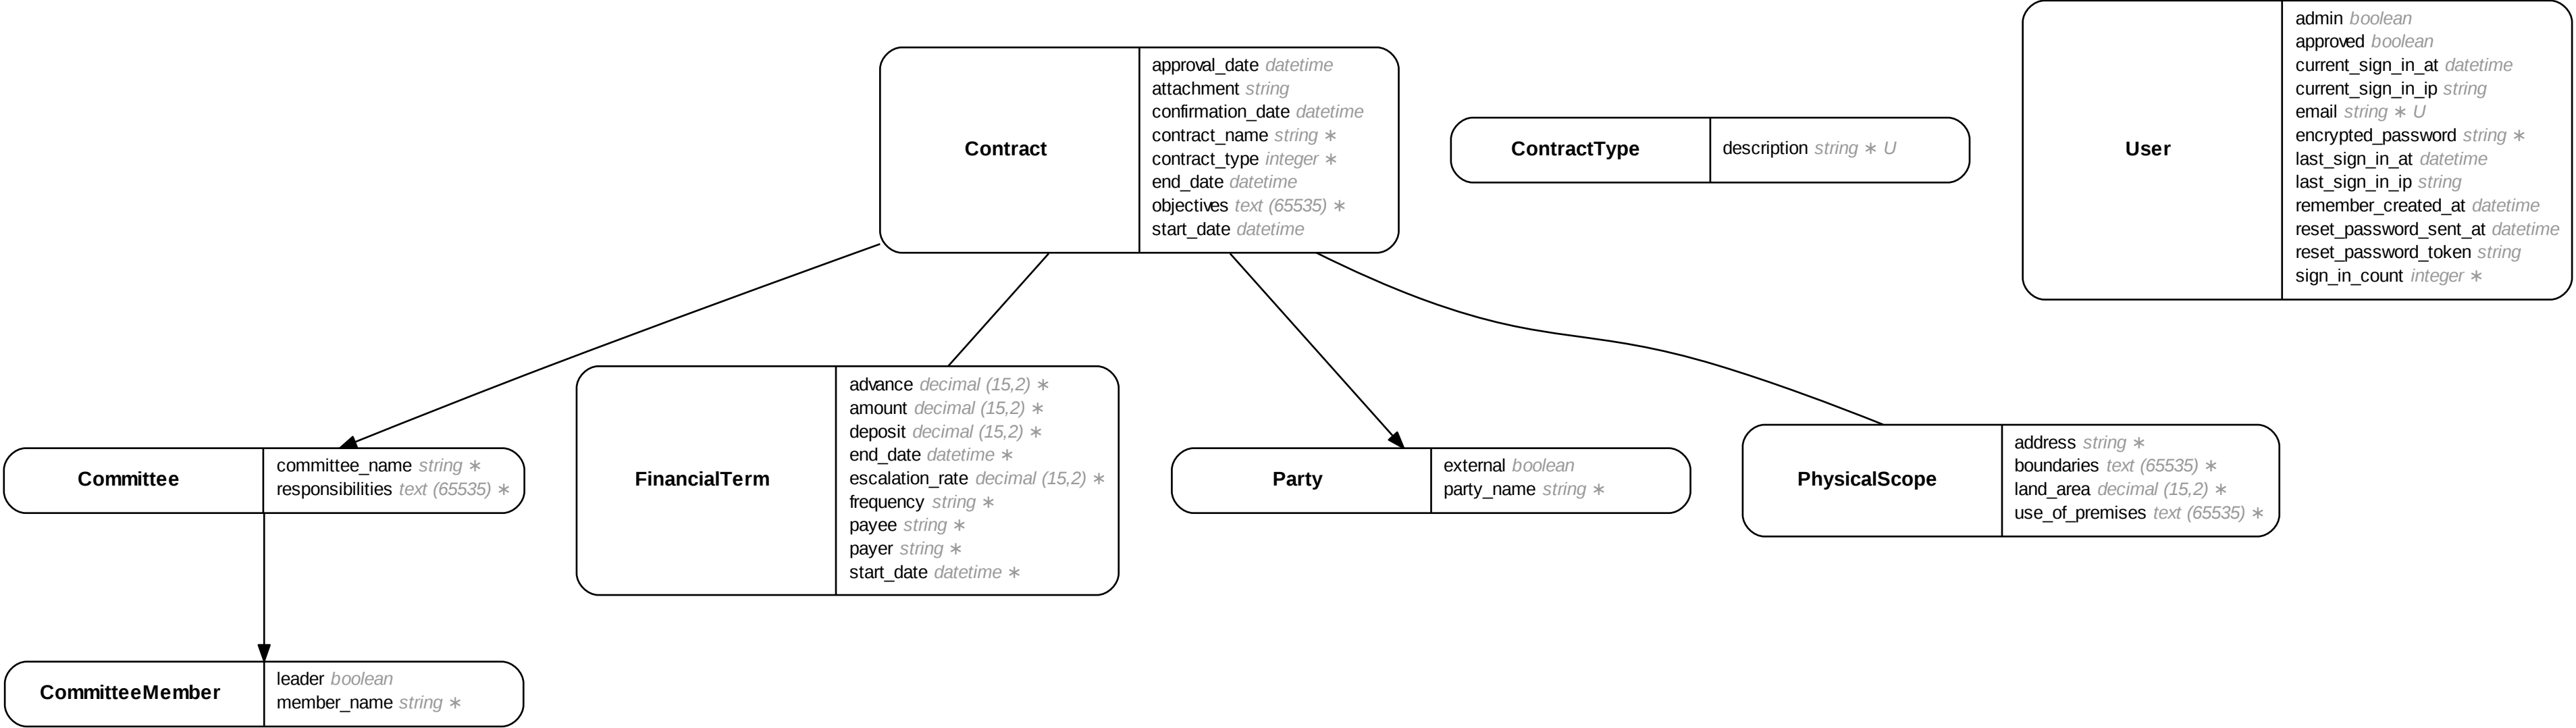 Contract
approval_date datetime
attachment string
confirmation_date datetime
contract_name string ∗
contract_type integer ∗
end_date datetime
objectives text (65535) ∗
start_date datetime
ContractType
description string ∗ U
User
admin boolean
approved boolean
current_sign_in_at datetime
current_sign_in_ip string
email string ∗ U
encrypted_password string ∗
last_sign_in_at datetime
last_sign_in_ip string
remember_created_at datetime
reset_password_sent_at datetime
reset_password_token string
sign_in_count integer ∗
Committee
committee_name string ∗
responsibilities text (65535) ∗
FinancialTerm
advance decimal (15,2) ∗
amount decimal (15,2) ∗
deposit decimal (15,2) ∗
end_date datetime ∗
escalation_rate decimal (15,2) ∗
frequency string ∗
payee string ∗
payer string ∗
start_date datetime ∗
Party
external boolean
party_name string ∗
PhysicalScope
address string ∗
boundaries text (65535) ∗
land_area decimal (15,2) ∗
use_of_premises text (65535) ∗
CommitteeMember
leader boolean
member_name string ∗